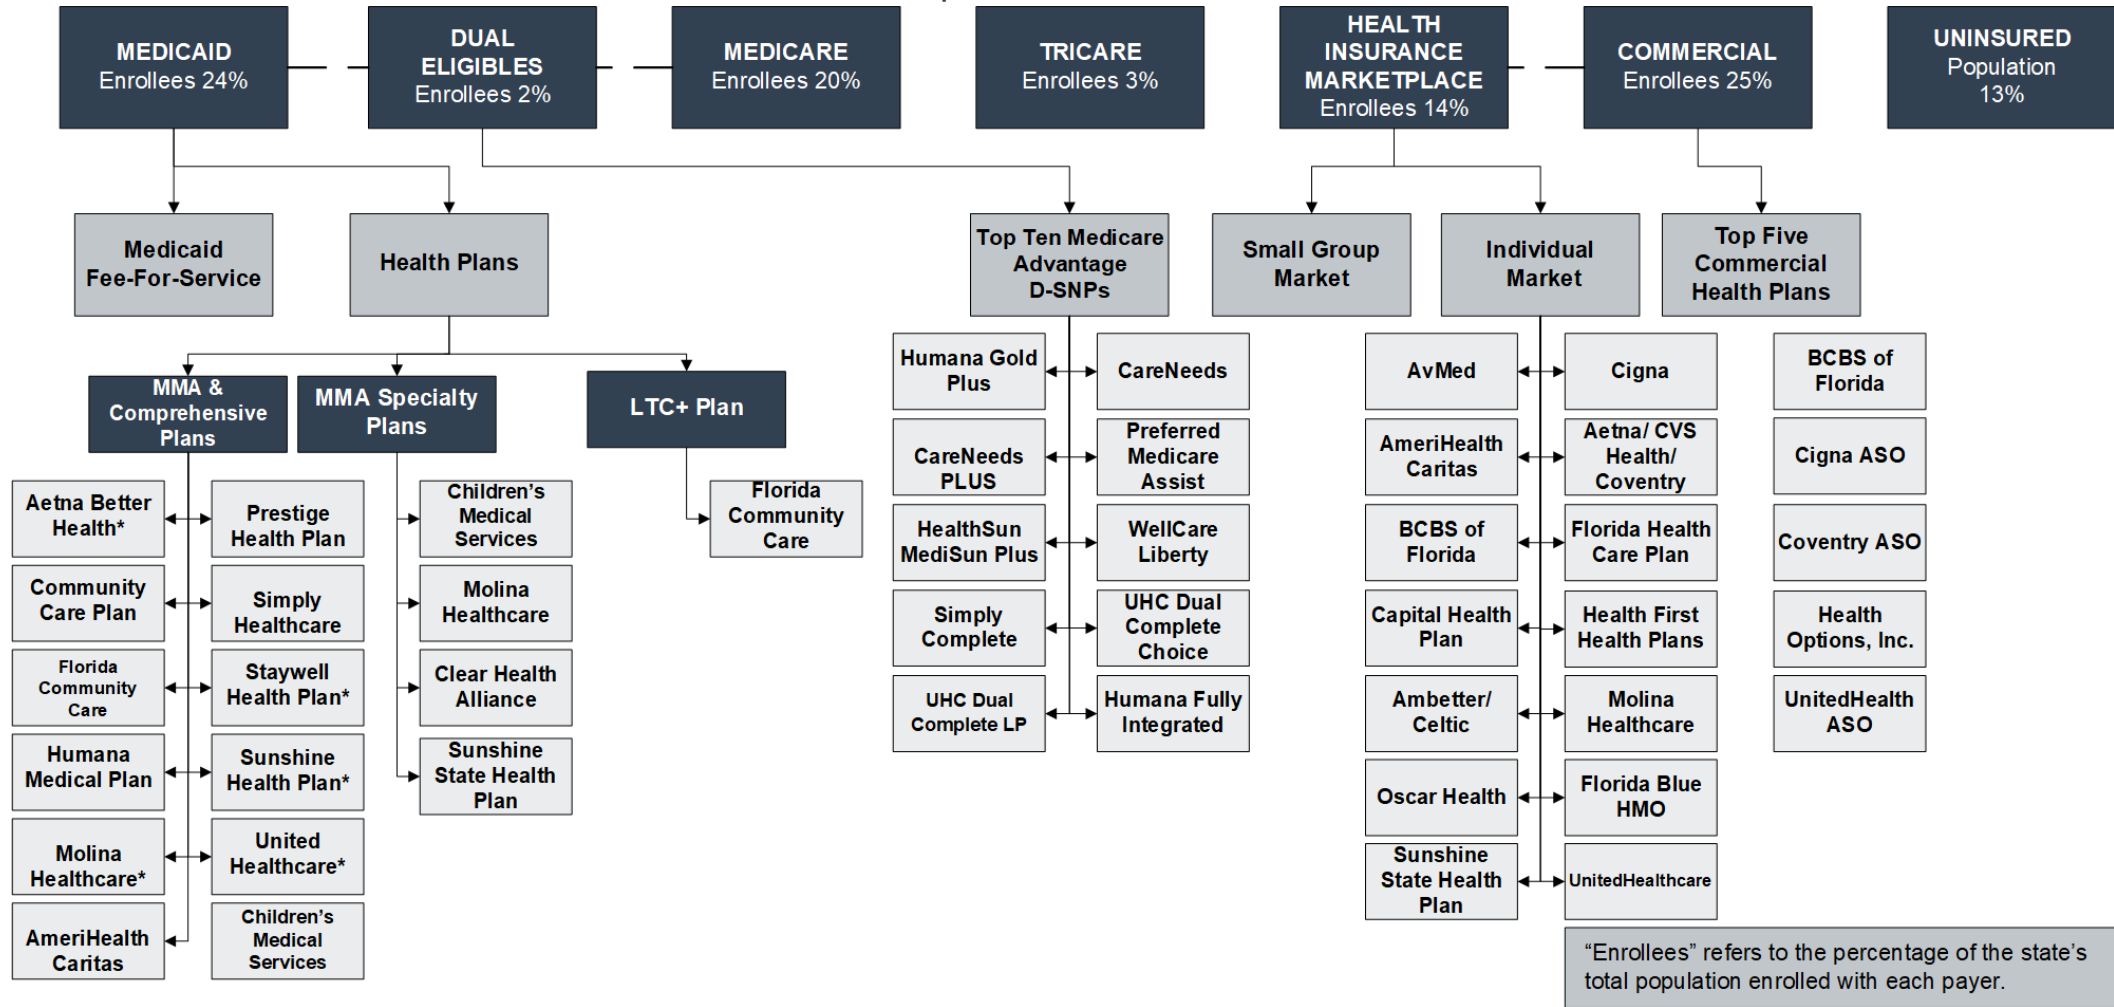 MEDICAID
Enrollees 24%
DUAL
ELIGIBLES
Enrollees 2%
MEDICARE
Enrollees 20%
TRICARE
Enrollees 3%
HEALTH
INSURANCE
MARKETPLACE
Enrollees 14%
COMMERCIAL
Enrollees 25%
UNINSURED
Population
13%
Medicaid
Fee-For-Service
Health Plans
Top Ten Medicare
Advantage
D-SNPs
Small Group
Market
Individual
Market
Top Five
Commercial
Health Plans
MMA &
Comprehensive
Plans
MMA Specialty
Plans
LTC+ Plan
Aetna Better
Health*
Prestige
Health Plan
Community
Care Plan
Simply
Healthcare
Florida
Community
Care
Staywell
Health Plan*
Humana
Medical Plan
Sunshine
Health Plan*
Molina
Healthcare*
United
Healthcare*
AmeriHealth
Caritas
Children's
Medical
Services
Children's
Medical
Services
Molina
Healthcare
Clear Health
Alliance
Sunshine
State Health
Plan
Florida
Community
Care
Humana Gold
Plus
CareNeeds
CareNeeds
PLUS
Preferred
Medicare
Assist
HealthSun
MediSun Plus
WellCare
Liberty
Simply
Complete
UHC Dual
Complete
Choice
UHC Dual
Complete LP
Humana Fully
Integrated
AvMed
Cigna
AmeriHealth
Caritas
Aetna/ CVS
Health/
Coventry
BCBS of
Florida
Florida Health
Care Plan
Capital Health
Plan
Health First
Health Plans
Ambetter/
Celtic
Molina
Healthcare
Oscar Health
Florida Blue
HMO
Sunshine
State Health
Plan
UnitedHealthcare
BCBS of
Florida
Cigna ASO
Coventry ASO
Health
Options, Inc.
UnitedHealth
ASO
“Enrollees” refers to the percentage of the state’s
total population enrolled with each payer.